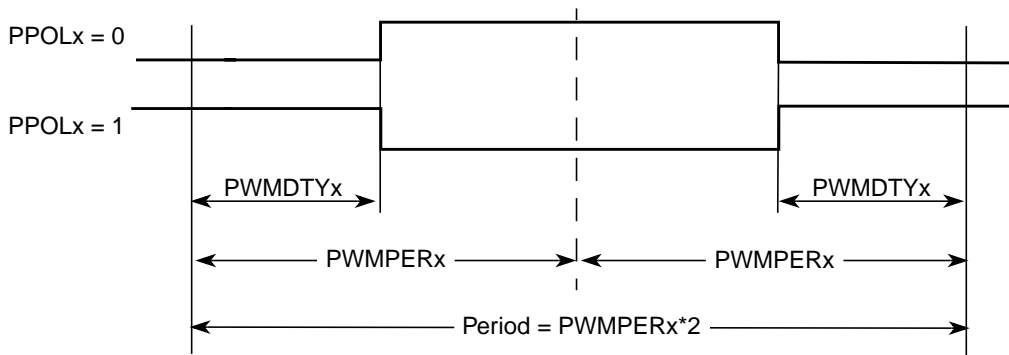 PPOLx = 0
PPOLx = 1
PWMDTYx PWMDTYx
PWMPERx PWMPERx
Period = PWMPERx*2